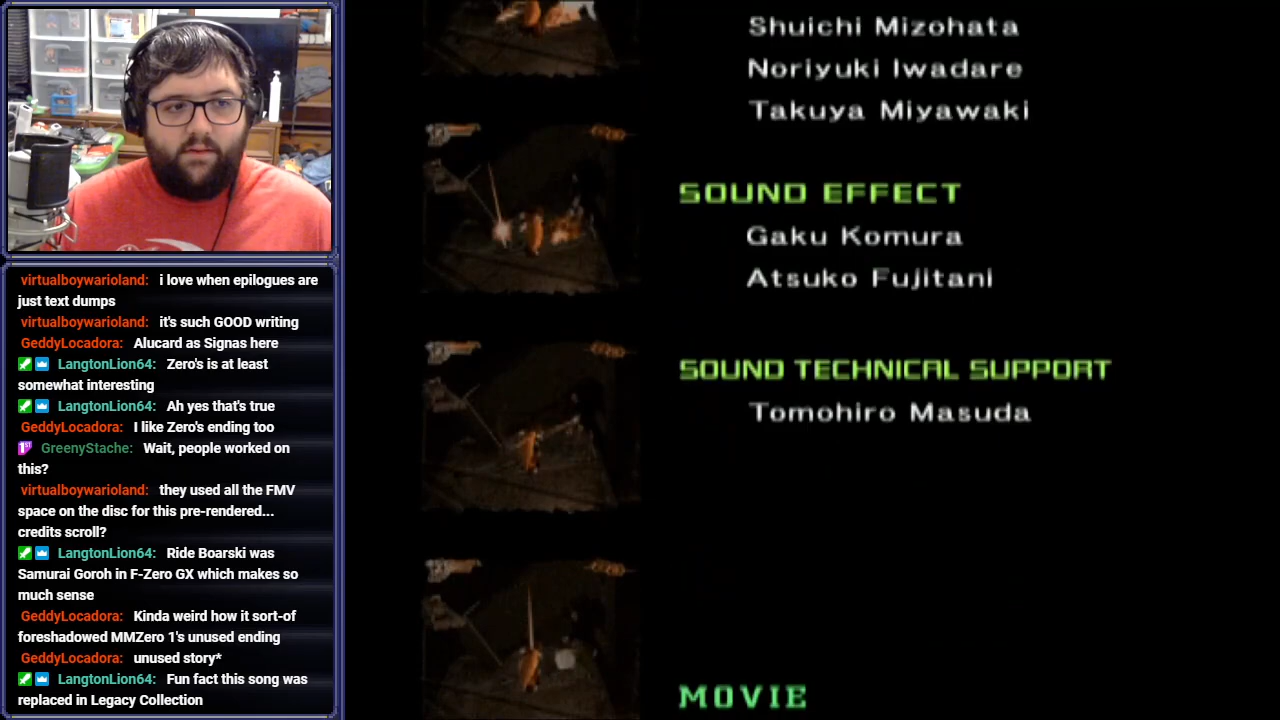 virtualboywarioland: i love when epilogues are
just text dumps
virtualboywarioland: it's such GOOD writing
GeddyLocadora: Alucard as Signas here
LangtonLion64: Zero's is at least
somewhat interesting
LangtonLion64: Ah yes that's true
GeddyLocadora: I like Zero's ending too
1ST GreenyStache: Wait, people worked on
this?
virtualboywarioland: they used all the FMV
space on the disc for this pre-rendered...
credits scroll?
LangtonLion64: Ride Boarski was
Samurai Goroh in F-Zero GX which makes so
much sense
GeddyLocadora: Kinda weird how it sort-of
foreshadowed MMZero 1's unused ending
GeddyLocadora: unused story*
LangtonLion64: Fun fact this song was
replaced in Legacy Collection
Shuichi Mizohata
Noriyuki Iwadare
Takuya Miyawaki
SOUND EFFECT
Gaku Komura
Atsuko Fujitani
SOUND TECHNICAL SUPPORT
Tomohiro Masuda
MOVIE